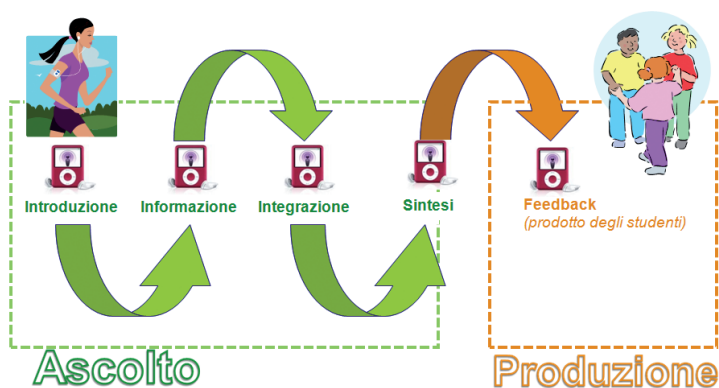 Introduzione
Informazione
Integrazione
Sintesi
Feedback
(prodotto degli studenti)
Ascolto
Produzione